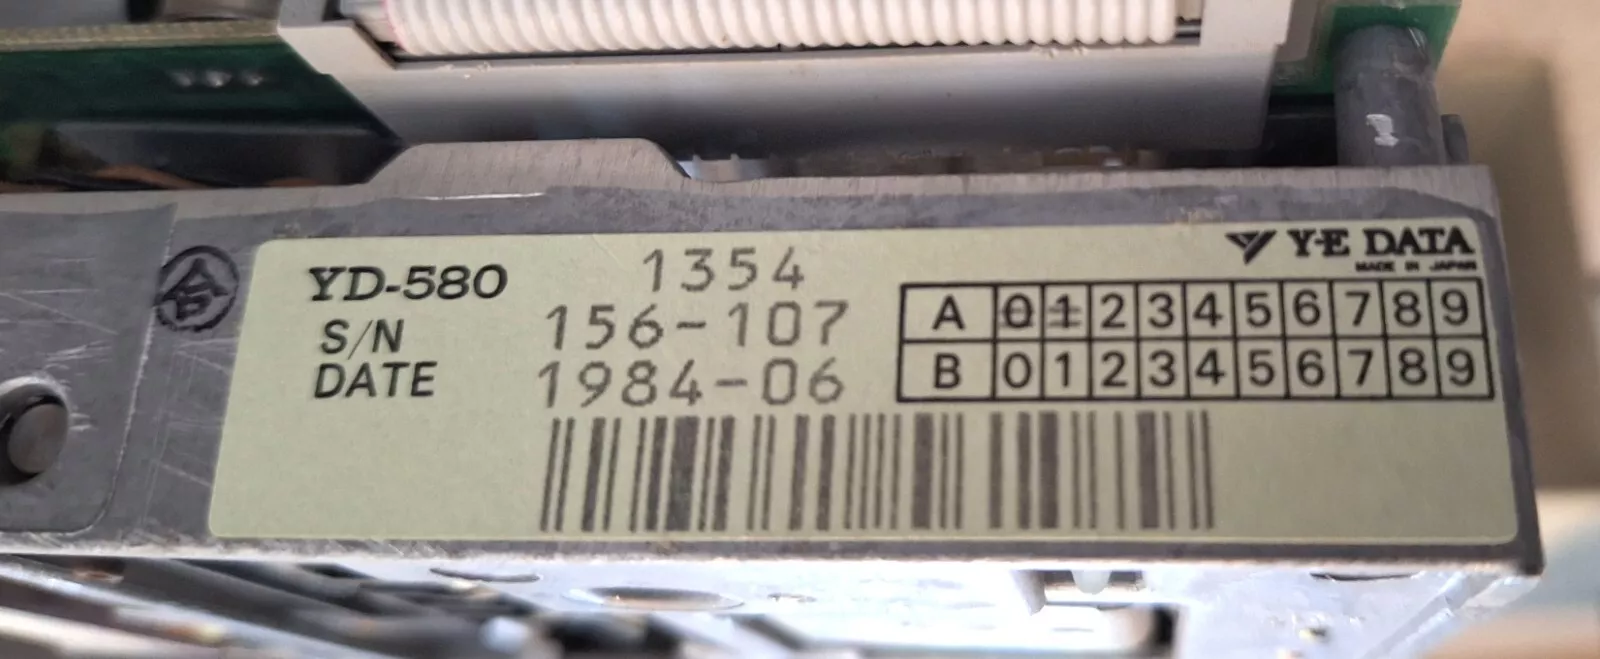 合
YD-580 1354
S/N 156-107
DATE 1984-06
Y-E DATA
MADE IN JAPAN
A 0 1 2 3 4 5 6 7 8 9
B 0 1 2 3 4 5 6 7 8 9